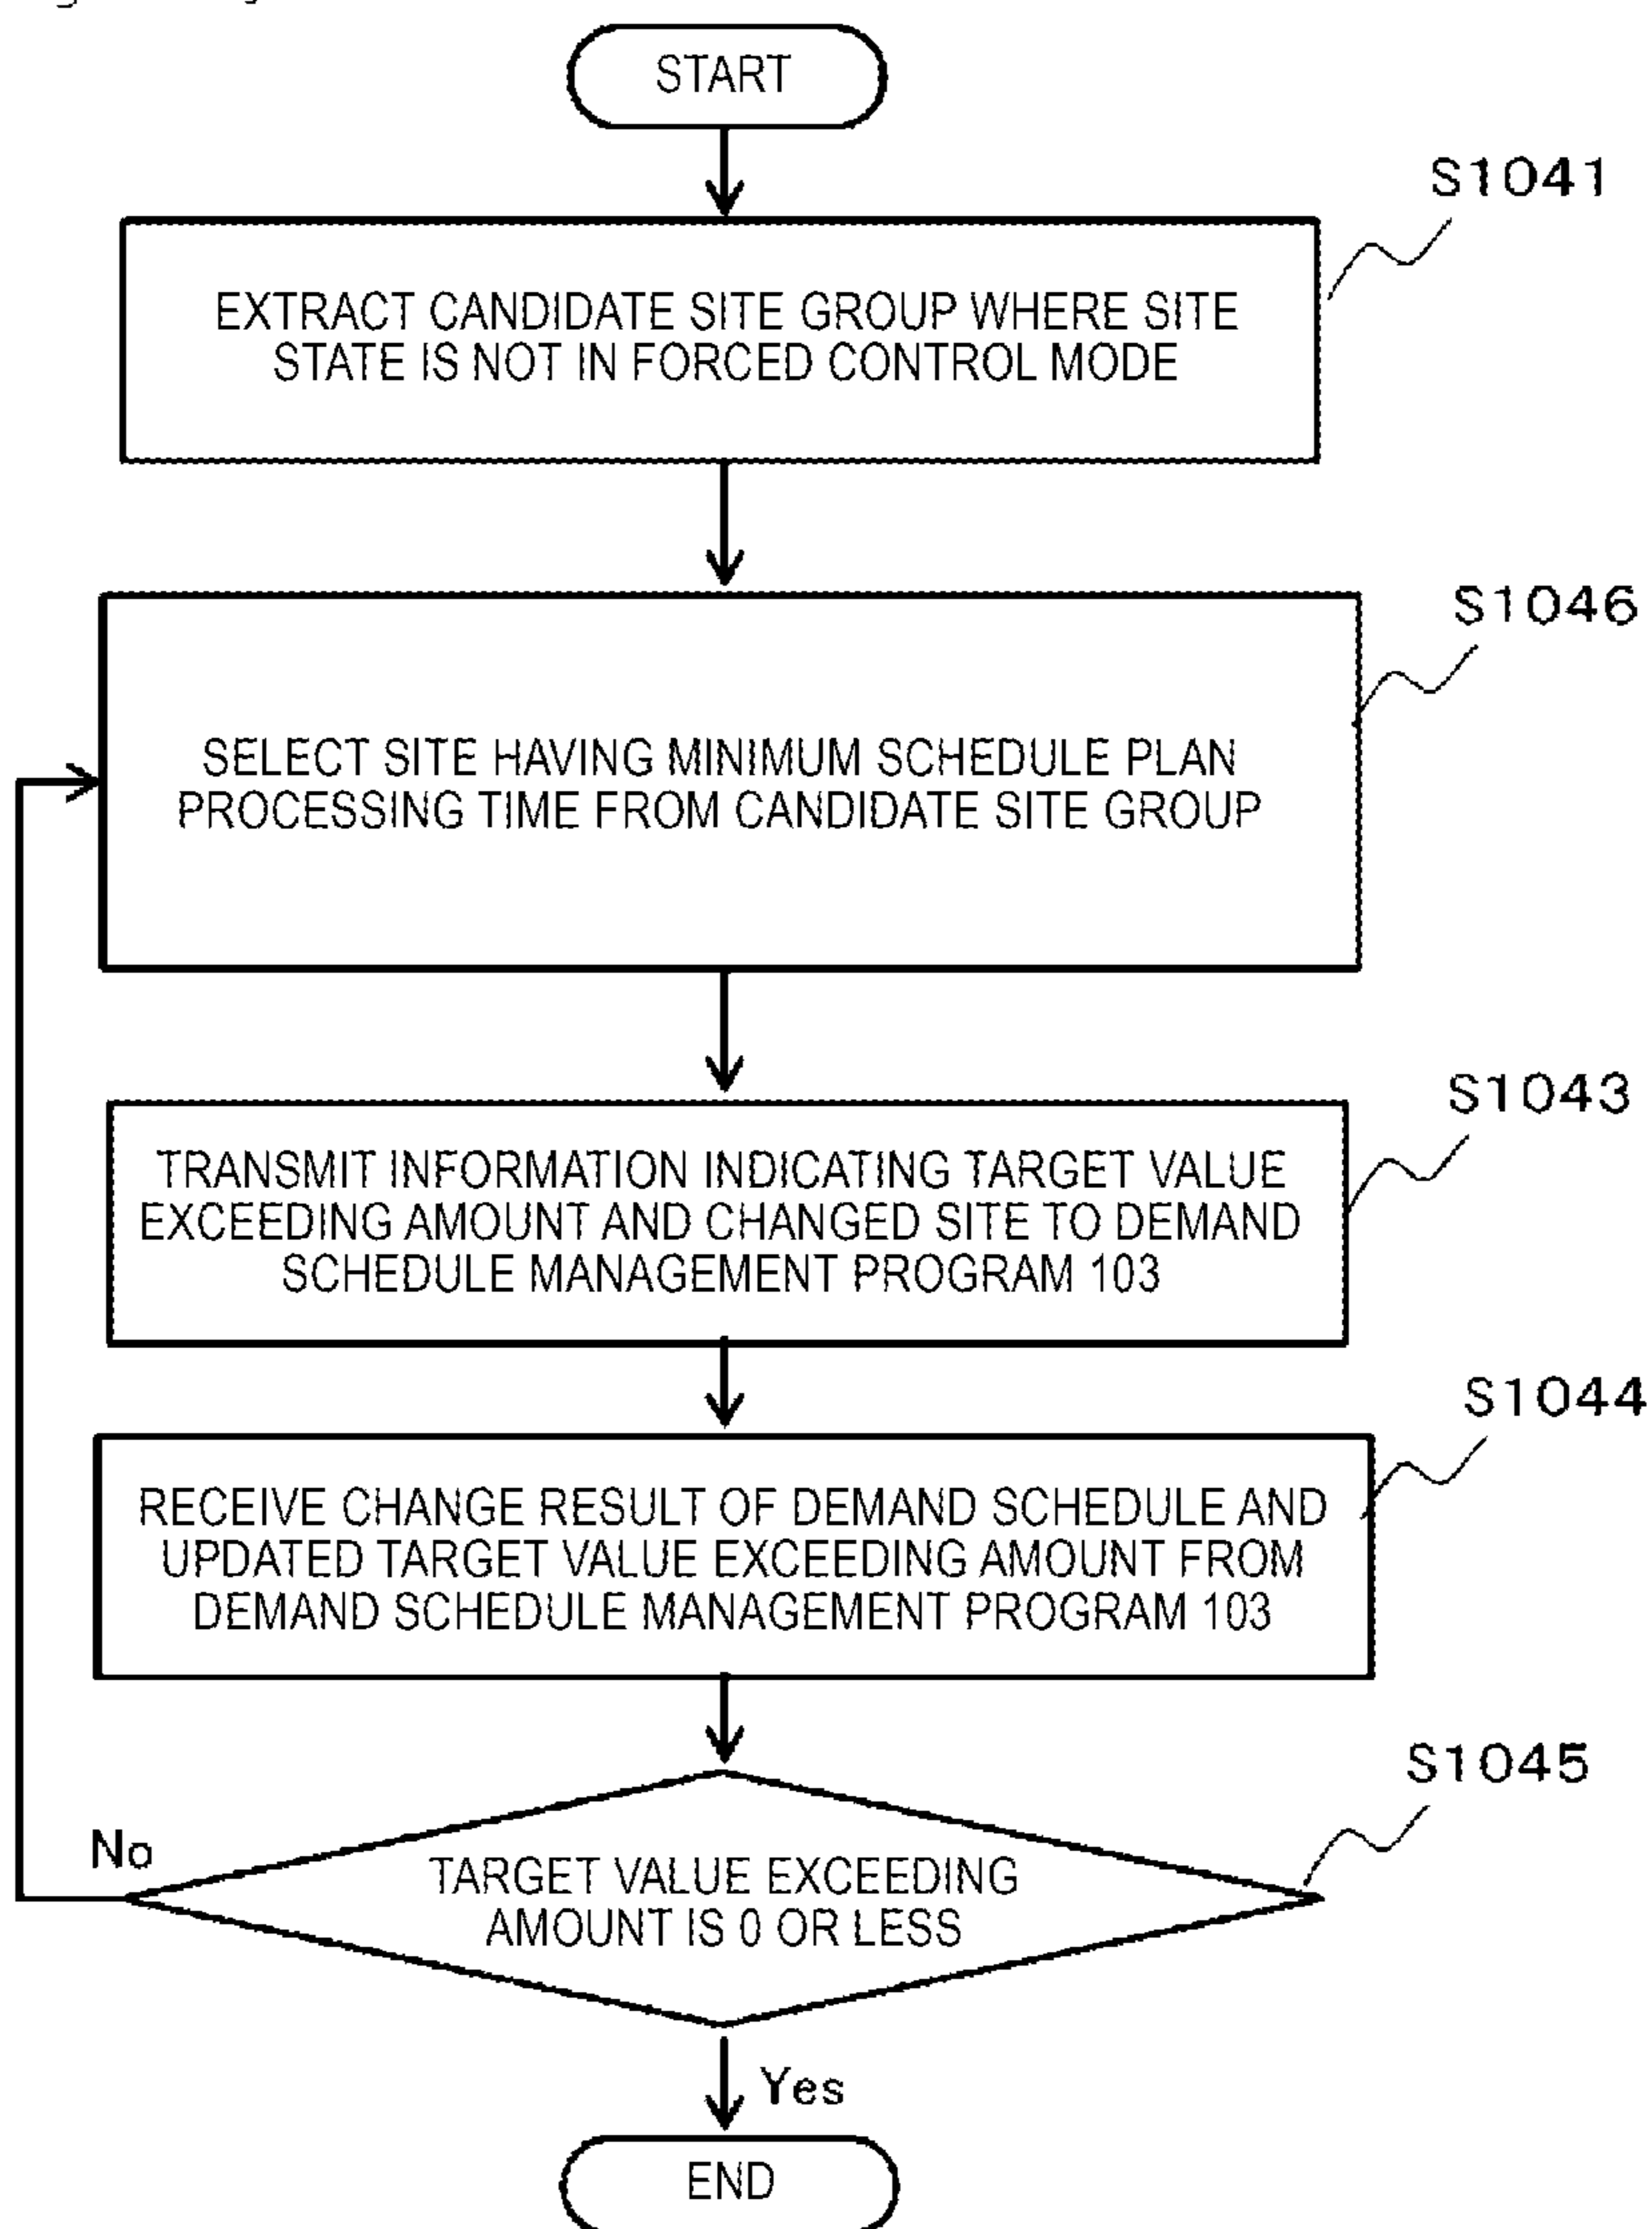 START
S1041
EXTRACT CANDIDATE SITE GROUP WHERE SITE
STATE IS NOT IN FORCED CONTROL MODE
S1046
SELECT SITE HAVING MINIMUM SCHEDULE PLAN
PROCESSING TIME FROM CANDIDATE SITE GROUP
S1043
TRANSMIT INFORMATION INDICATING TARGET VALUE
EXCEEDING AMOUNT AND CHANGED SITE TO DEMAND
SCHEDULE MANAGEMENT PROGRAM 103
S1044
RECEIVE CHANGE RESULT OF DEMAND SCHEDULE AND
UPDATED TARGET VALUE EXCEEDING AMOUNT FROM
DEMAND SCHEDULE MANAGEMENT PROGRAM 103
S1045
No
TARGET VALUE EXCEEDING
AMOUNT IS 0 OR LESS
Yes
END